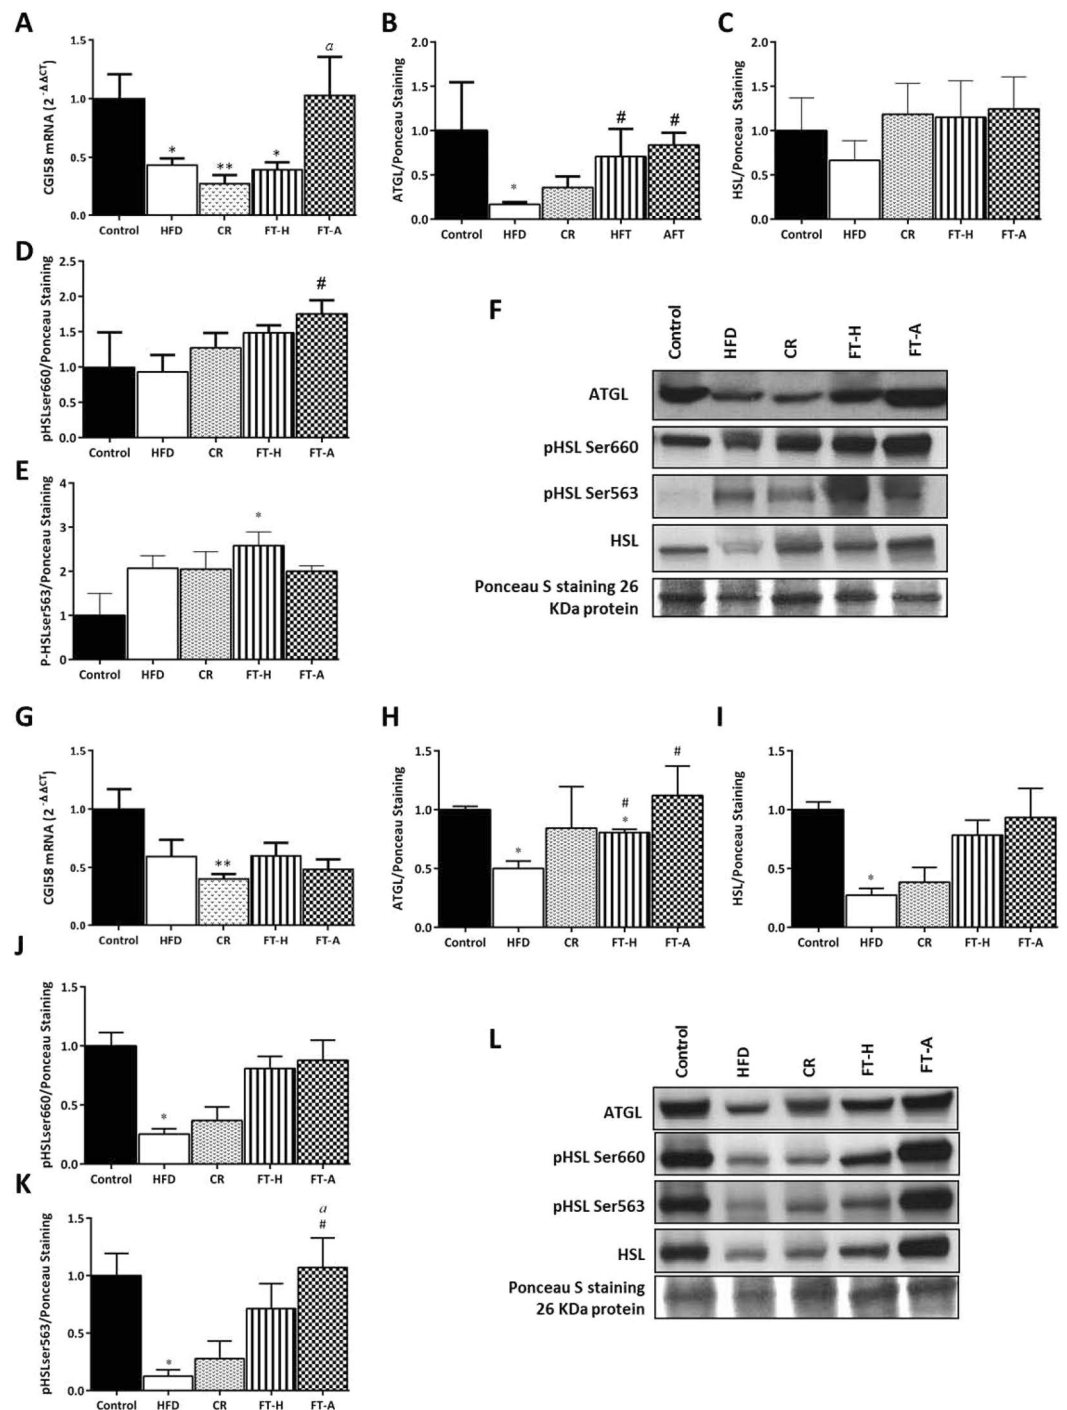 A
CGI58 mRNA (2^-ΔΔCT)
1.5
1.0
0.5
0.0
*
**
*
a
Control HFD CR FT-H FT-A
B
ATGL/Ponceau Staining
2.0
1.5
1.0
0.5
0.0
*
#
#
Control HFD CR HFT AFT
C
HSL/Ponceau Staining
2.0
1.5
1.0
0.5
0.0
Control HFD CR FT-H FT-A
D
pHSLser660/Ponceau Staining
2.5
2.0
1.5
1.0
0.5
0.0
#
Control HFD CR FT-H FT-A
E
P-HSLser563/Ponceau Staining
4
3
2
1
0
*
Control HFD CR FT-H FT-A
F
Control HFD CR FT-H FT-A
ATGL
pHSL Ser660
pHSL Ser563
HSL
Ponceau S staining 26
KDa protein
G
CGI58 mRNA (2^-ΔΔCT)
1.5
1.0
0.5
0.0
**
Control HFD CR FT-H FT-A
H
ATGL/Ponceau Staining
1.5
1.0
0.5
0.0
*
#
*
#
Control HFD CR FT-H FT-A
I
HSL/Ponceau Staining
1.5
1.0
0.5
0.0
*
Control HFD CR FT-H FT-A
J
pHSLser660/Ponceau Staining
1.5
1.0
0.5
0.0
*
Control HFD CR FT-H FT-A
K
pHSLser563/Ponceau Staining
1.5
1.0
0.5
0.0
*
a
#
Control HFD CR FT-H FT-A
L
Control HFD CR FT-H FT-A
ATGL
pHSL Ser660
pHSL Ser563
HSL
Ponceau S staining
26 KDa protein